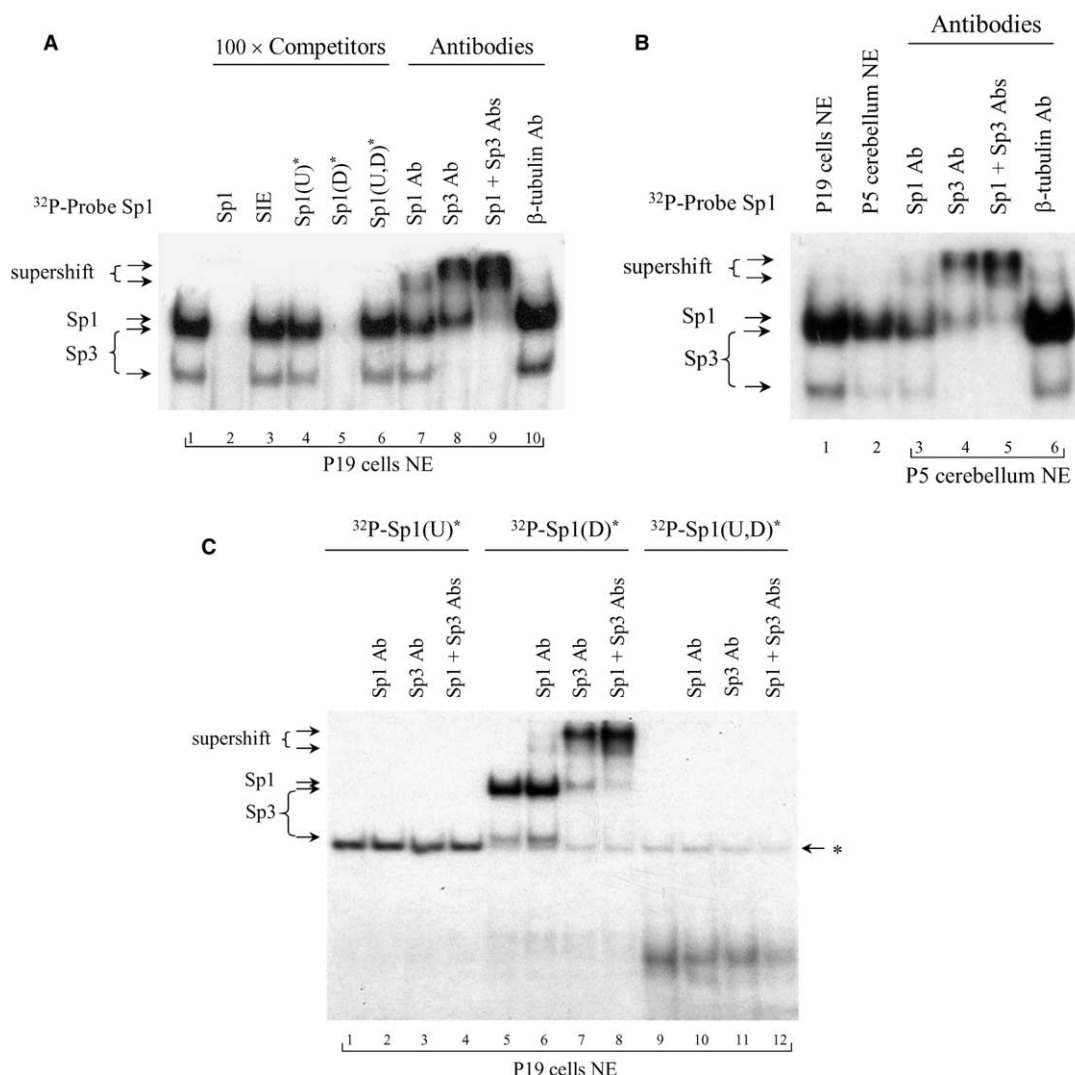 A
100 × Competitors
Antibodies
³²P-Probe Sp1
Sp1
SIE
Sp1(U)*
Sp1(D)*
Sp1(U,D)*
Sp1 Ab
Sp3 Ab
Sp1 + Sp3 Abs
β-tubulin Ab
supershift {
Sp1
Sp3 {
1 2 3 4 5 6 7 8 9 10
P19 cells NE
B
Antibodies
³²P-Probe Sp1
P19 cells NE
P5 cerebellum NE
Sp1 Ab
Sp3 Ab
Sp1 + Sp3 Abs
β-tubulin Ab
supershift {
Sp1
Sp3 {
1 2 3 4 5 6
P5 cerebellum NE
C
³²P-Sp1(U)*
³²P-Sp1(D)*
³²P-Sp1(U,D)*
Sp1 Ab
Sp3 Ab
Sp1 + Sp3 Abs
Sp1 Ab
Sp3 Ab
Sp1 + Sp3 Abs
Sp1 Ab
Sp3 Ab
Sp1 + Sp3 Abs
supershift {
Sp1
Sp3 {
← *
1 2 3 4 5 6 7 8 9 10 11 12
P19 cells NE